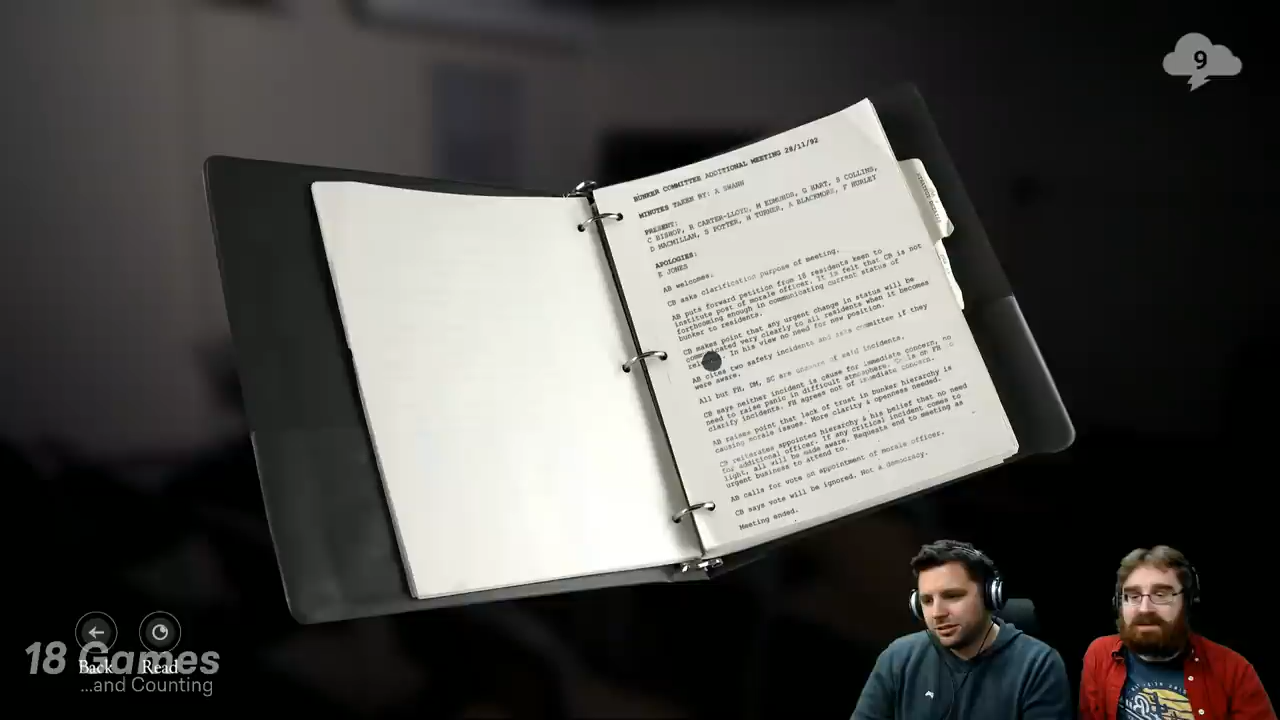 9
BUNKER COMMITTEE ADDITIONAL MEETING 28/11/92
MINUTES TAKEN BY: A SWANN
PRESENT:
C BISHOP, R CARTER-LLOYD, M EDMUNDS, G HART, S COLLINS,
D MACMILLAN, S POTTER, H TURNER, A BLACKMORE, F HURLEY
APOLOGIES:
E JONES
AB welcomes.
CB asks clarification purpose of meeting.
AB puts forward petition from 18 residents keen to
institute post of morale officer. It is felt that CB is not
forthcoming enough in communicating current status of
bunker to residents.
CB makes point that any urgent change in status will be
very clearly to all residents when it becomes
In his view no need for new position.
AB cites two safety incidents and asks committee if they
were aware.
All but FH, DM, SC are unaware of said incidents.
CB says neither incident is cause for immediate concern, no
need to raise panic in difficult atmosphere. Calls on FH to
clarify incidents. FH agrees not of immediate concern.
AB raises point that lack of trust in bunker hierarchy is
causing morale issues. More clarity & openness needed.
CB reiterates appointed hierarchy & his belief that no need
for additional officer. If any critical incident comes to
light, all will be made aware. Requests end to meeting as
urgent business to attend to.
AB calls for vote on appointment of morale officer.
CB says vote will be ignored. Not a democracy.
Meeting ended.
Back
Read
18 Games
...and Counting